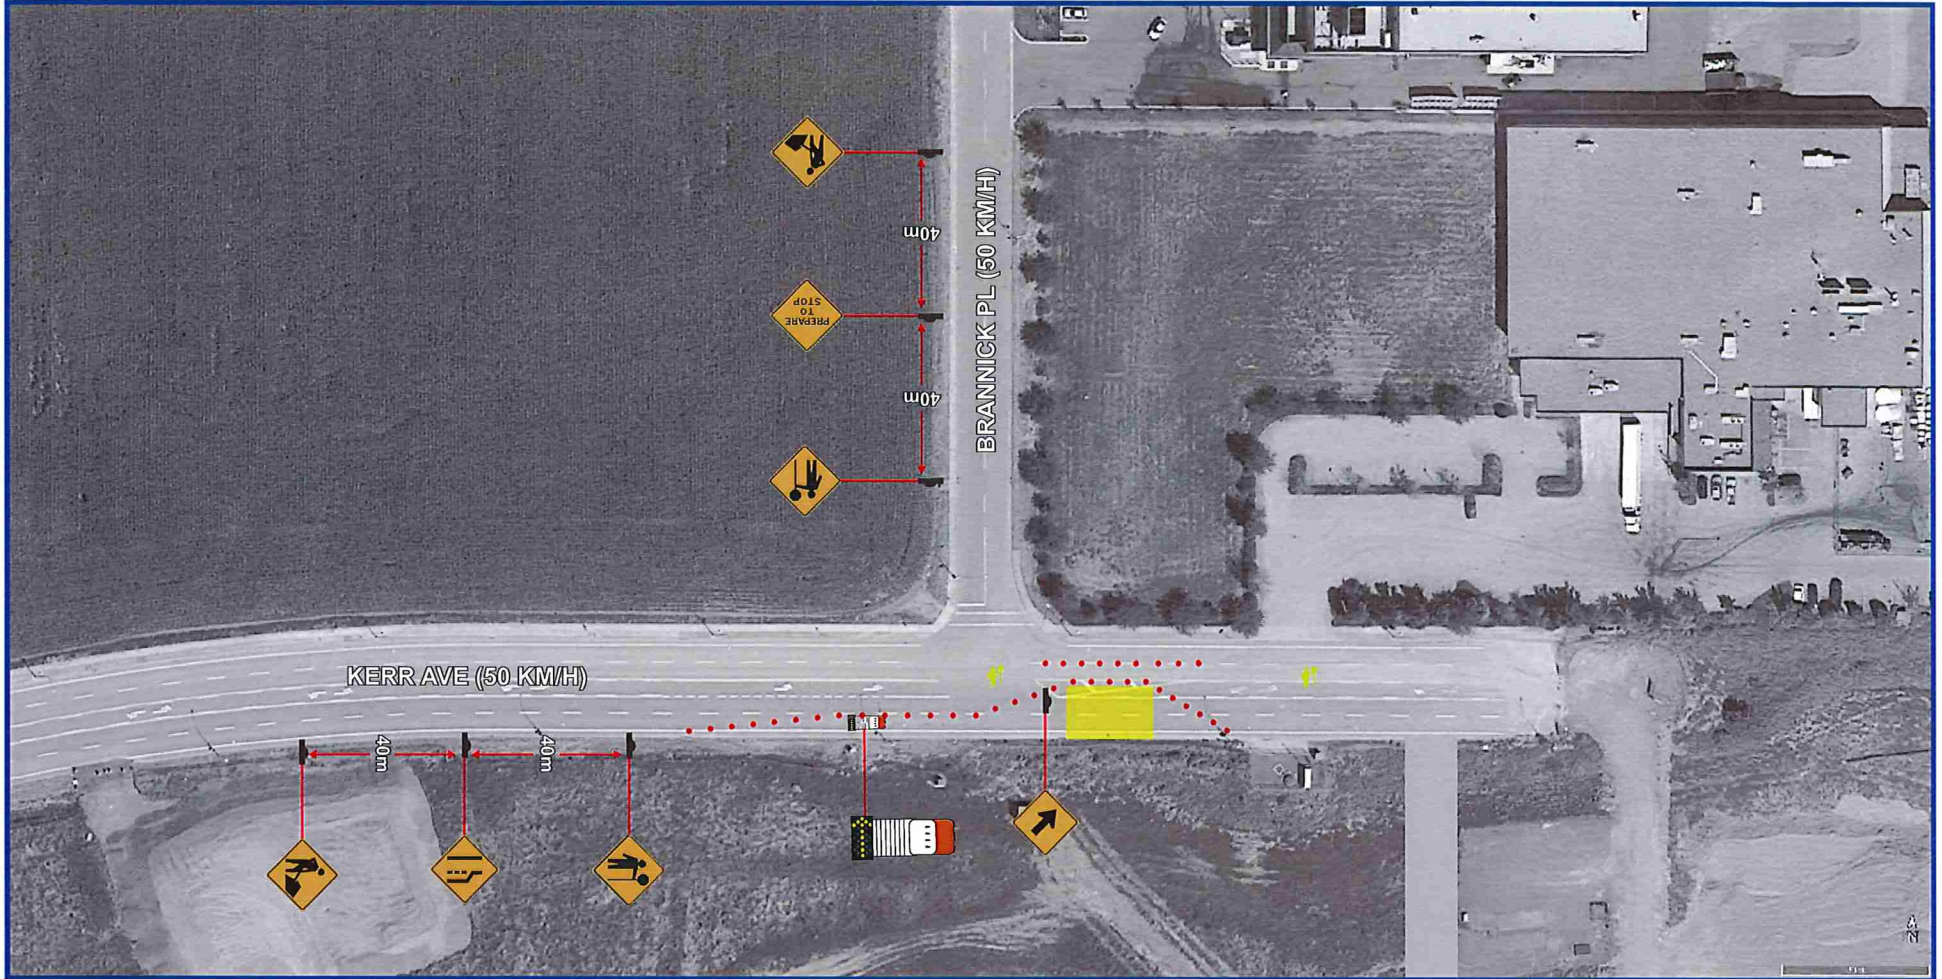 40m
PREPARE
TO
STOP
40m
BRANNICK PL (50 KM/H)
KERR AVE (50 KM/H)
40m
40m
N